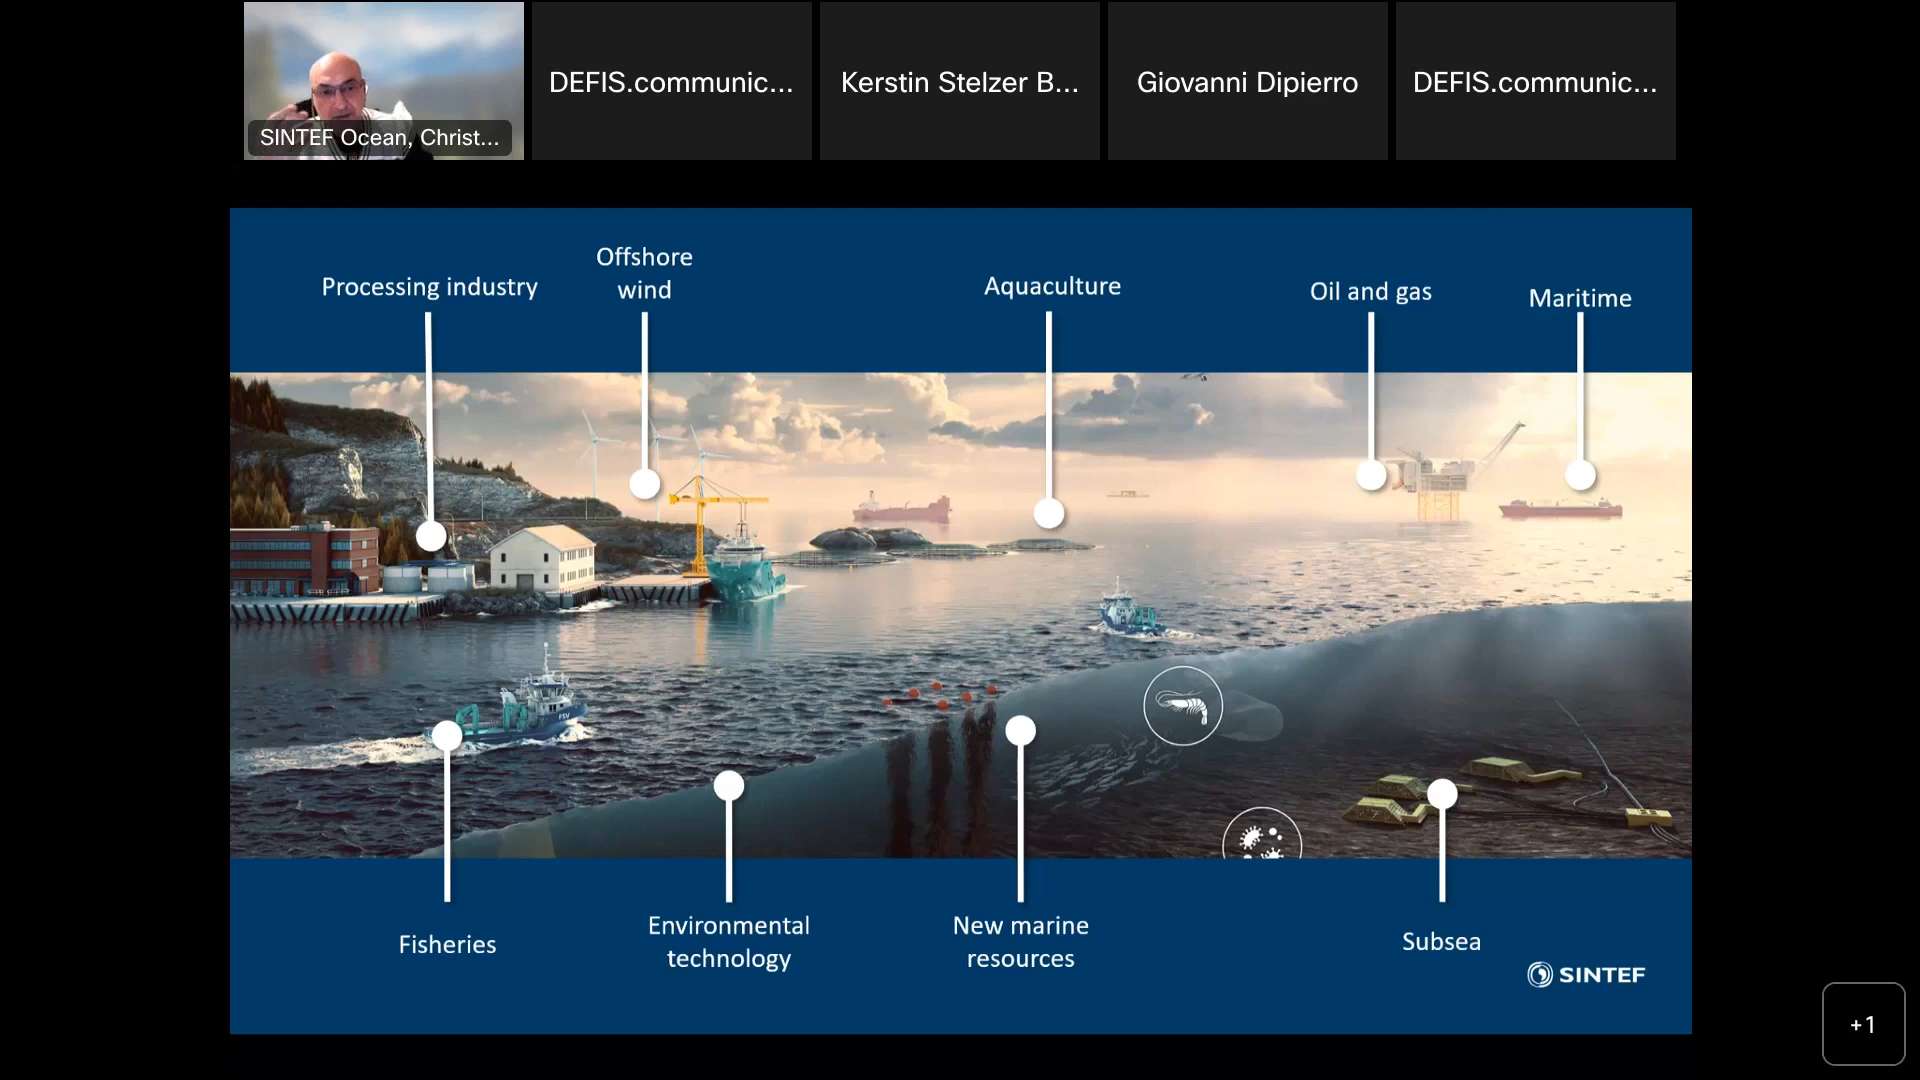 SINTEF Ocean, Christ...
DEFIS.communic...
Kerstin Stelzer B...
Giovanni Dipierro
DEFIS.communic...
Processing industry
Offshore
wind
Aquaculture
Oil and gas
Maritime
FSV
Fisheries
Environmental
technology
New marine
resources
Subsea
SINTEF
+1